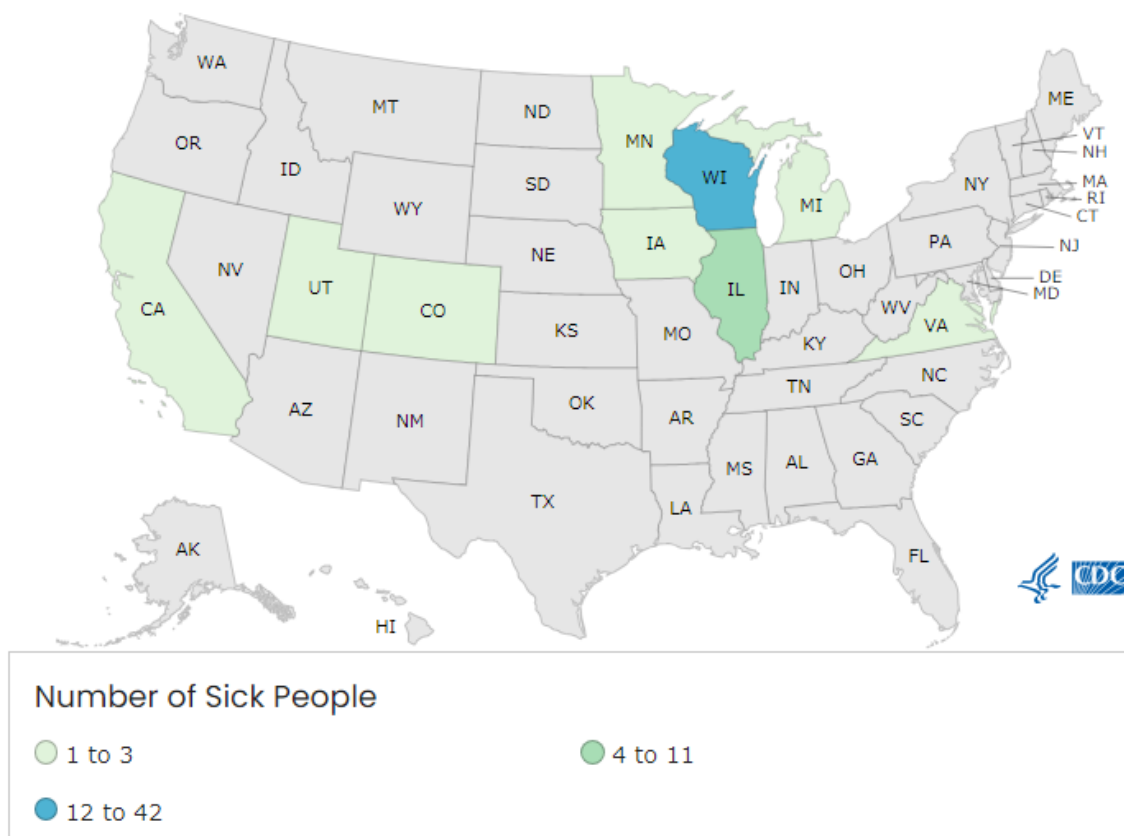 WA
MT
ND
MN
ME
VT
NH
OR
ID
SD
WI
MI
NY
MA
RI
CT
WY
IA
PA
NJ
NE
OH
DE
MD
NV
UT
CO
IL
IN
WV
VA
CA
KS
MO
KY
NC
TN
AZ
NM
OK
AR
SC
MS
AL
GA
TX
LA
AK
FL
CDC
HI
Number of Sick People
1 to 3
4 to 11
12 to 42